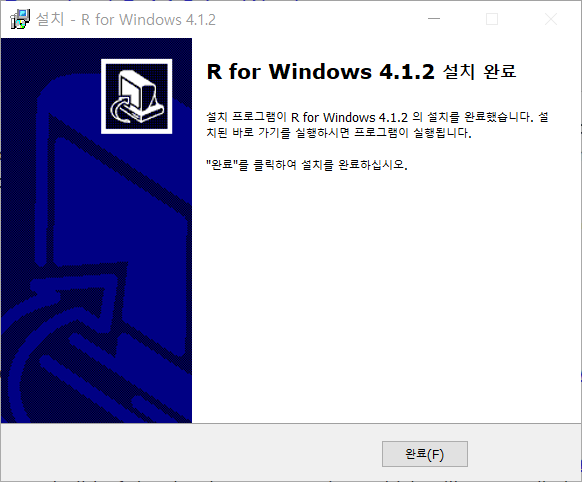 설치 - R for Windows 4.1.2
R for Windows 4.1.2 설치 완료
설치 프로그램이 R for Windows 4.1.2 의 설치를 완료했습니다. 설
치된 바로 가기를 실행하시면 프로그램이 실행됩니다.
"완료"를 클릭하여 설치를 완료하십시오.
완료(F)